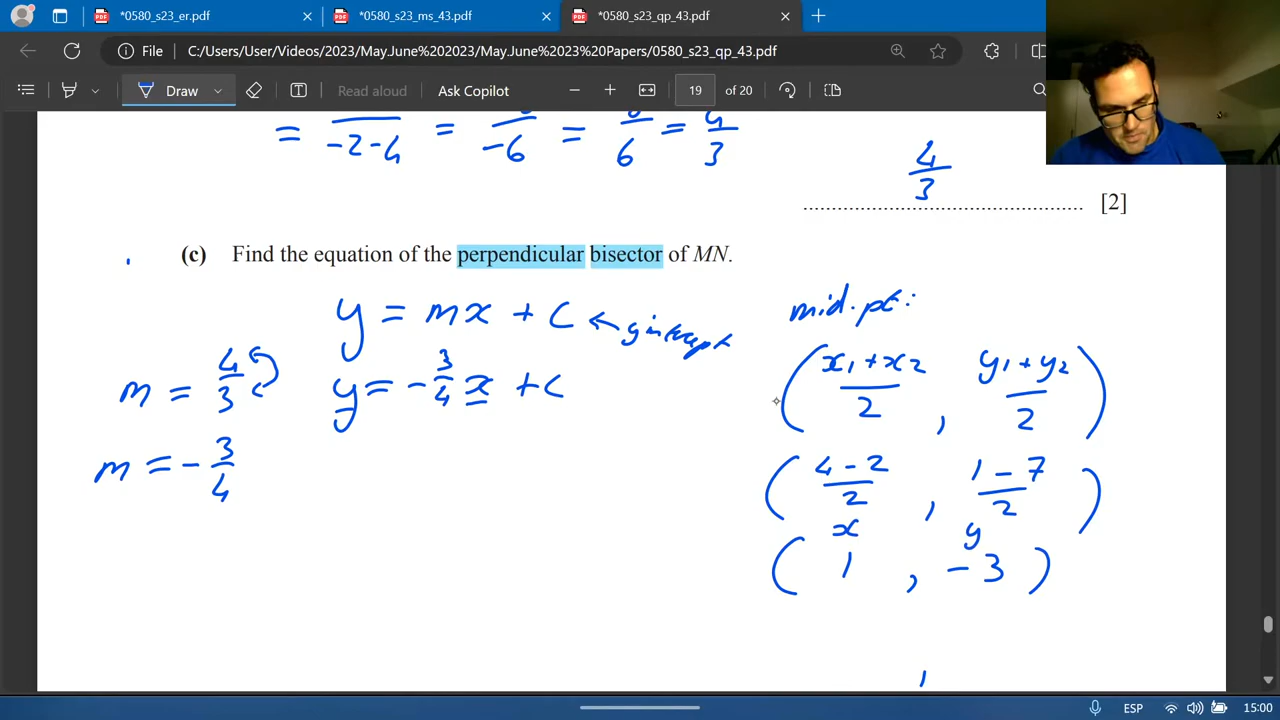 *0580_s23_er.pdf
*0580_s23_ms_43.pdf
*0580_s23_qp_43.pdf
File
C:/Users/User/Videos/2023/May.June%202023/May.June%2023%20Papers/0580_s23_qp_43.pdf
Draw
Read aloud
Ask Copilot
19 of 20
= /-2-4 = /-6 = /6 = 4/3
4/3
[2]
(c) Find the equation of the perpendicular bisector of MN.
y = mx + c ← y intercept
mid.pt:
(x1+x2/2 , y1+y2/2)
m = 4/3
y = -3/4 x + c
m = -3/4
(4-2/2 , 1-7/2)
x y
(1 , -3)
ESP
15:00